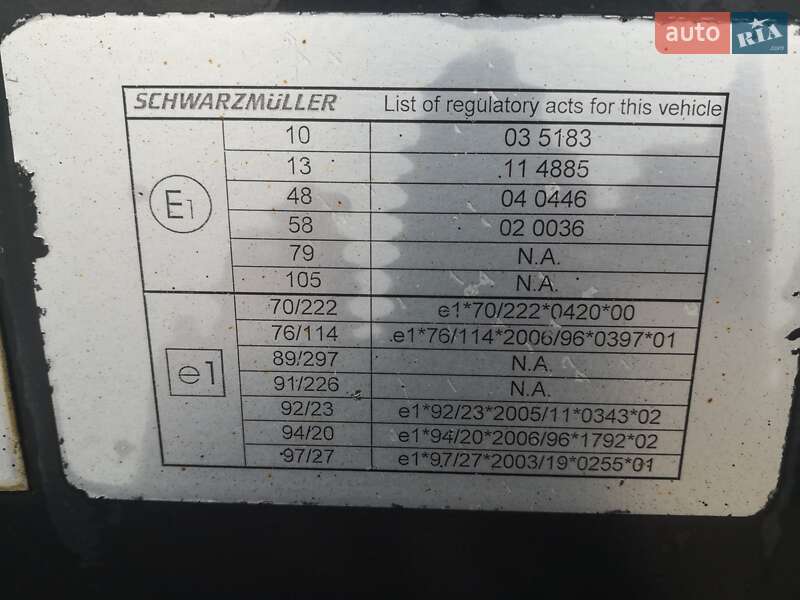 auto RIA .com
SCHWARZMÜLLER List of regulatory acts for this vehicle
E1
10 03 5183
13 11 4885
48 04 0446
58 02 0036
79 N.A.
105 N.A.
e1
70/222 e1*70/222*0420*00
76/114 e1*76/114*2006/96*0397*01
89/297 N.A.
91/226 N.A.
92/23 e1*92/23*2005/11*0343*02
94/20 e1*94/20*2006/96*1792*02
97/27 e1*97/27*2003/19*0255*01